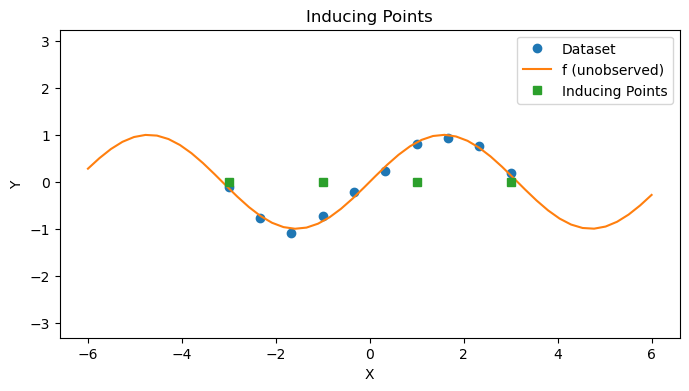 Inducing Points
Dataset
f (unobserved)
Inducing Points
3
2
1
0
−1
−2
−3
Y
−6
−4
−2
0
2
4
6
X